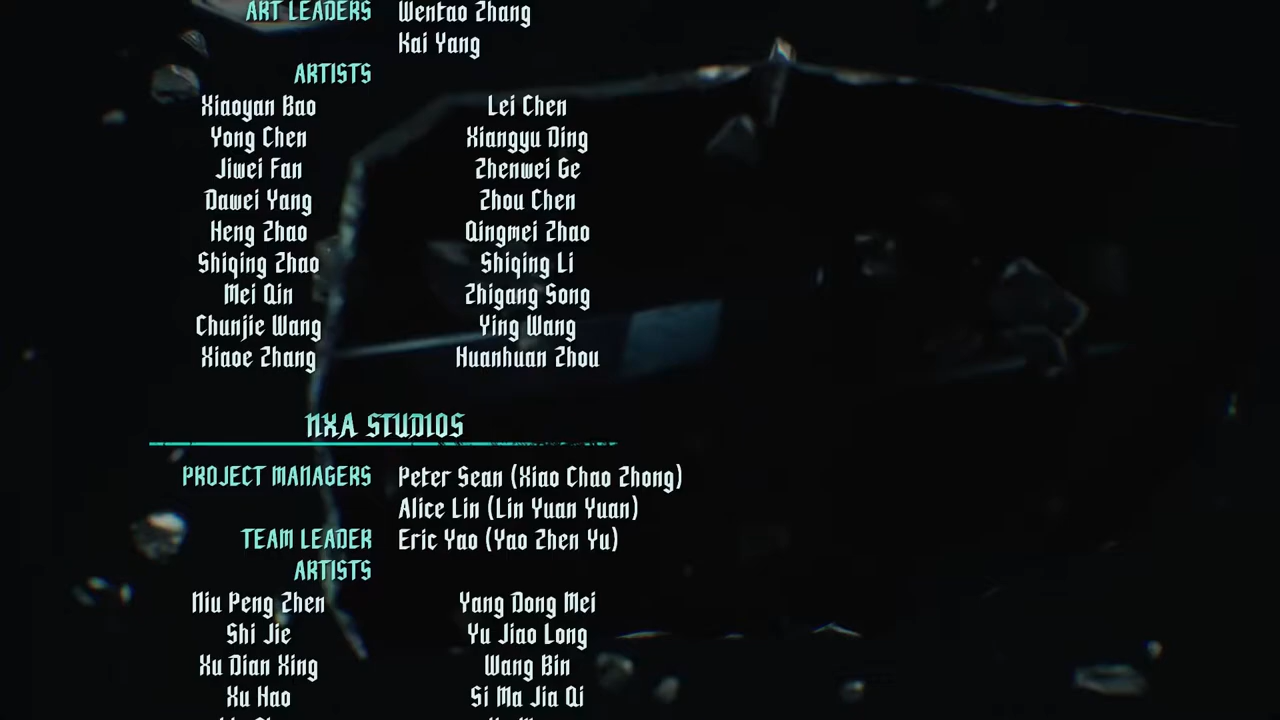 ART LEADERS Wentao Zhang
Kai Yang
ARTISTS
Xiaoyan Bao Lei Chen
Yong Chen Xiangyu Ding
Jiwei Fan Zhenwei Ge
Dawei Yang Zhou Chen
Heng Zhao Qingmei Zhao
Shiqing Zhao Shiqing Li
Mei Qin Zhigang Song
Chunjie Wang Ying Wang
Xiaoe Zhang Huanhuan Zhou
NXA STUDIOS
PROJECT MANAGERS Peter Sean (Xiao Chao Zhong)
Alice Lin (Lin Yuan Yuan)
TEAM LEADER Eric Yao (Yao Zhen Yu)
ARTISTS
Niu Peng Zhen Yang Dong Mei
Shi Jie Yu Jiao Long
Xu Dian Xing Wang Bin
Xu Hao Si Ma Jia Qi